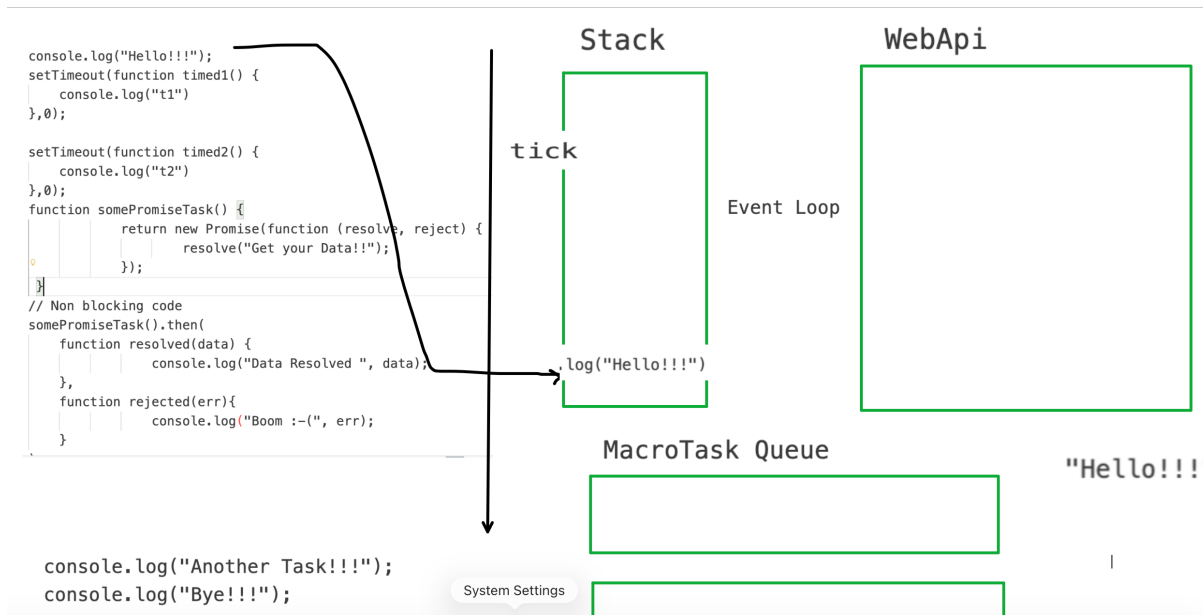 console.log("Hello!!!");
setTimeout(function timed1() {
console.log("t1")
},0);
setTimeout(function timed2() {
console.log("t2")
},0);
function somePromiseTask() {
return new Promise(function (resolve, reject) {
resolve("Get your Data!!");
});
}
// Non blocking code
somePromiseTask().then(
function resolved(data) {
console.log("Data Resolved ", data);
},
function rejected(err){
console.log("Boom :-(", err);
}
console.log("Another Task!!!");
console.log("Bye!!!");
tick
Stack
.log("Hello!!!")
Event Loop
WebApi
MacroTask Queue
"Hello!!!
System Settings